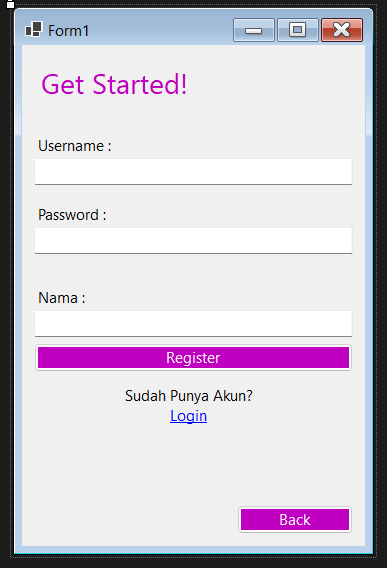 Form1
Get Started!
Username :
Password :
Nama :
Register
Sudah Punya Akun?
Login
Back